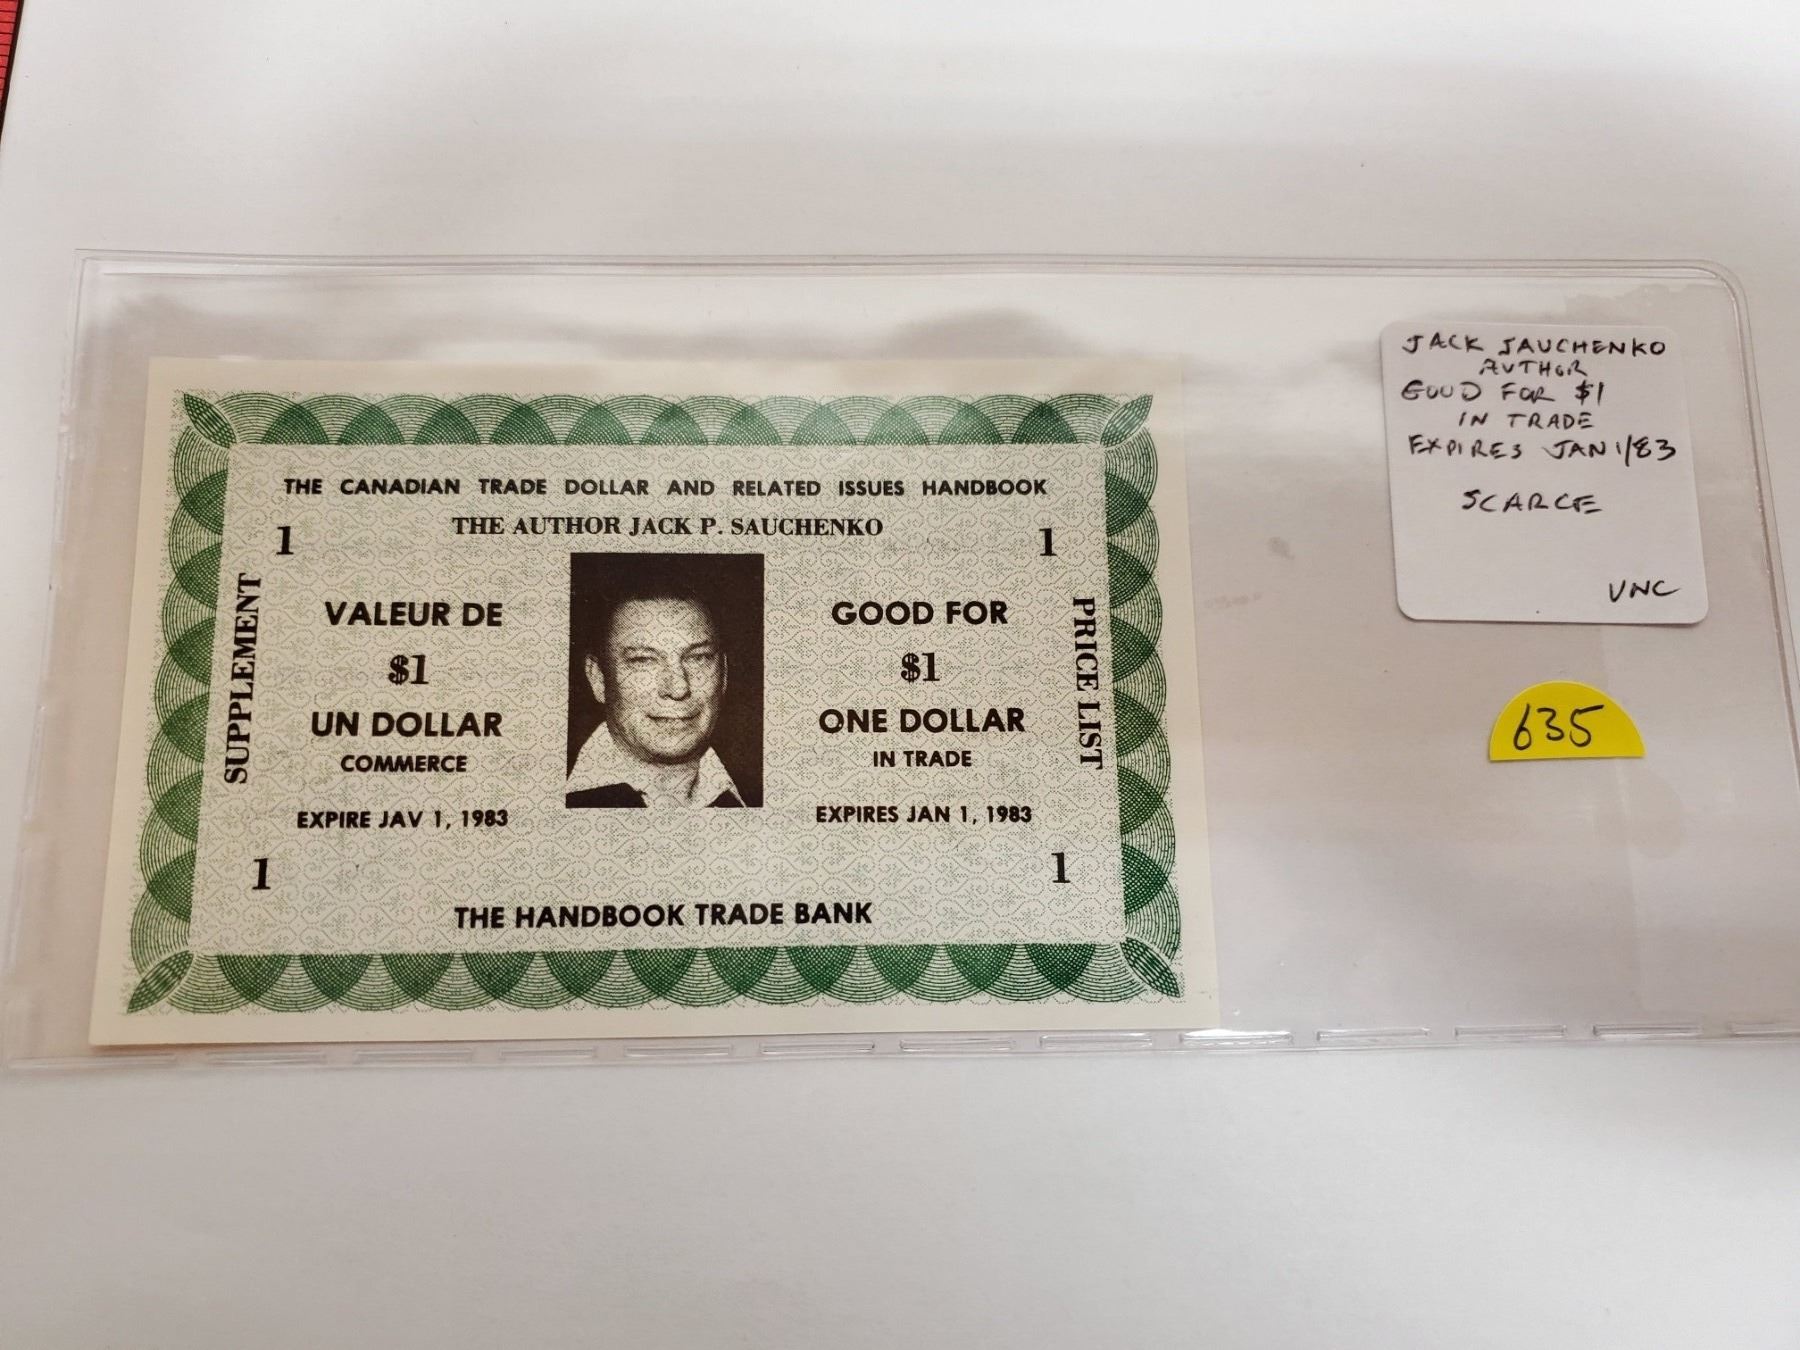 THE CANADIAN TRADE DOLLAR AND RELATED ISSUES HANDBOOK
THE AUTHOR JACK P. SAUCHENKO
1
1
SUPPLEMENT
VALEUR DE
$1
UN DOLLAR
COMMERCE
EXPIRE JAV 1, 1983
GOOD FOR
$1
ONE DOLLAR
IN TRADE
EXPIRES JAN 1, 1983
PRICE LIST
1
1
THE HANDBOOK TRADE BANK
JACK SAUCHENKO
AUTHOR
GOOD FOR $1
IN TRADE
EXPIRES JAN 1/83
SCARCE
UNC
635